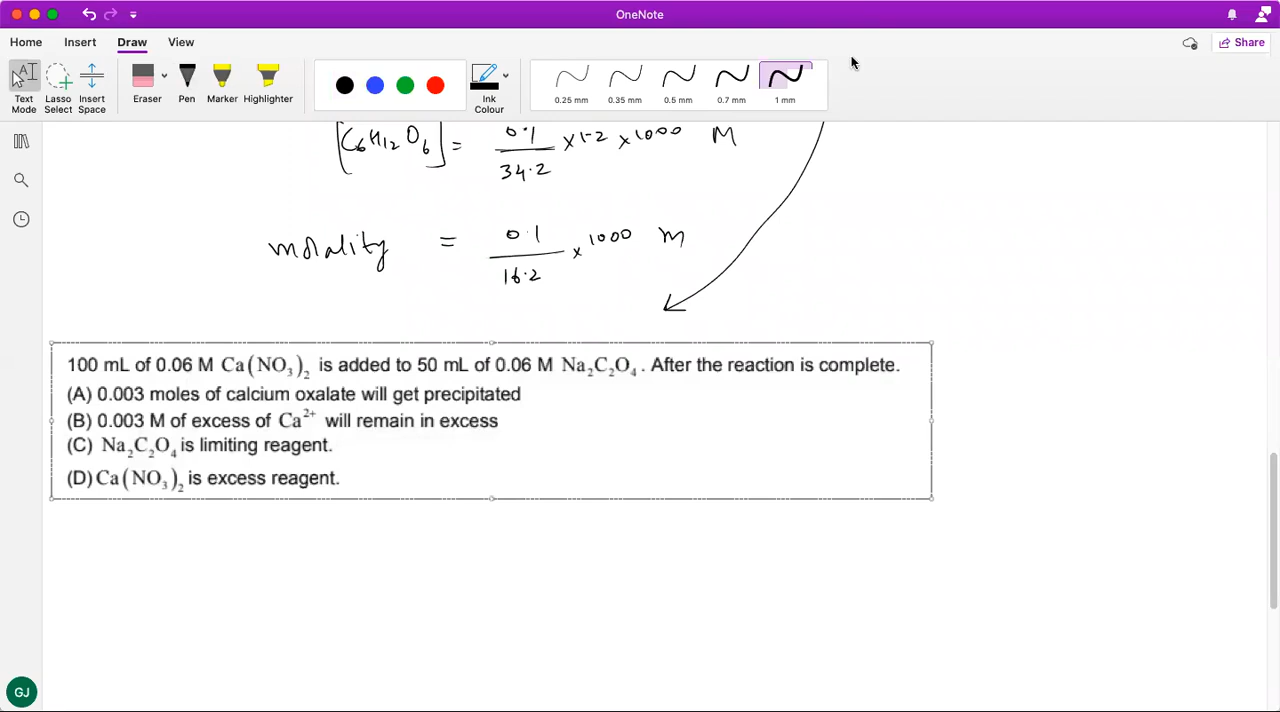 OneNote
Home Insert Draw View Share
Text Mode Lasso Select Insert Space Eraser Pen Marker Highlighter Ink Colour 0.25 mm 0.35 mm 0.5 mm 0.7 mm 1 mm
[C₆H₁₂O₆] = 0.1 / 34.2 × 1.2 × 1000 M
molality = 0.1 / 16.2 × 1000 m
100 mL of 0.06 M Ca(NO₃)₂ is added to 50 mL of 0.06 M Na₂C₂O₄. After the reaction is complete.
(A) 0.003 moles of calcium oxalate will get precipitated
(B) 0.003 M of excess of Ca²⁺ will remain in excess
(C) Na₂C₂O₄ is limiting reagent.
(D) Ca(NO₃)₂ is excess reagent.
GJ